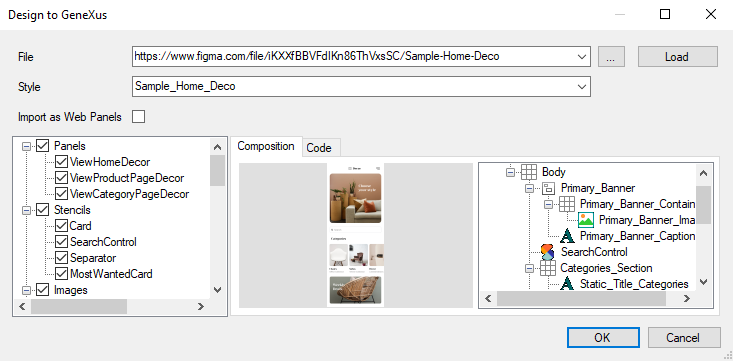 Design to GeneXus
File
https://www.figma.com/file/iKXXfBBVFdIKn86ThVxsSC/Sample-Home-Deco
...
Load
Style
Sample_Home_Deco
Import as Web Panels
Panels
ViewHomeDecor
ViewProductPageDecor
ViewCategoryPageDecor
Stencils
Card
SearchControl
Separator
MostWantedCard
Images
Composition
Code
Body
Primary_Banner
Primary_Banner_Contain
Primary_Banner_Ima
Primary_Banner_Caption
SearchControl
Categories_Section
Static_Title_Categories
OK
Cancel